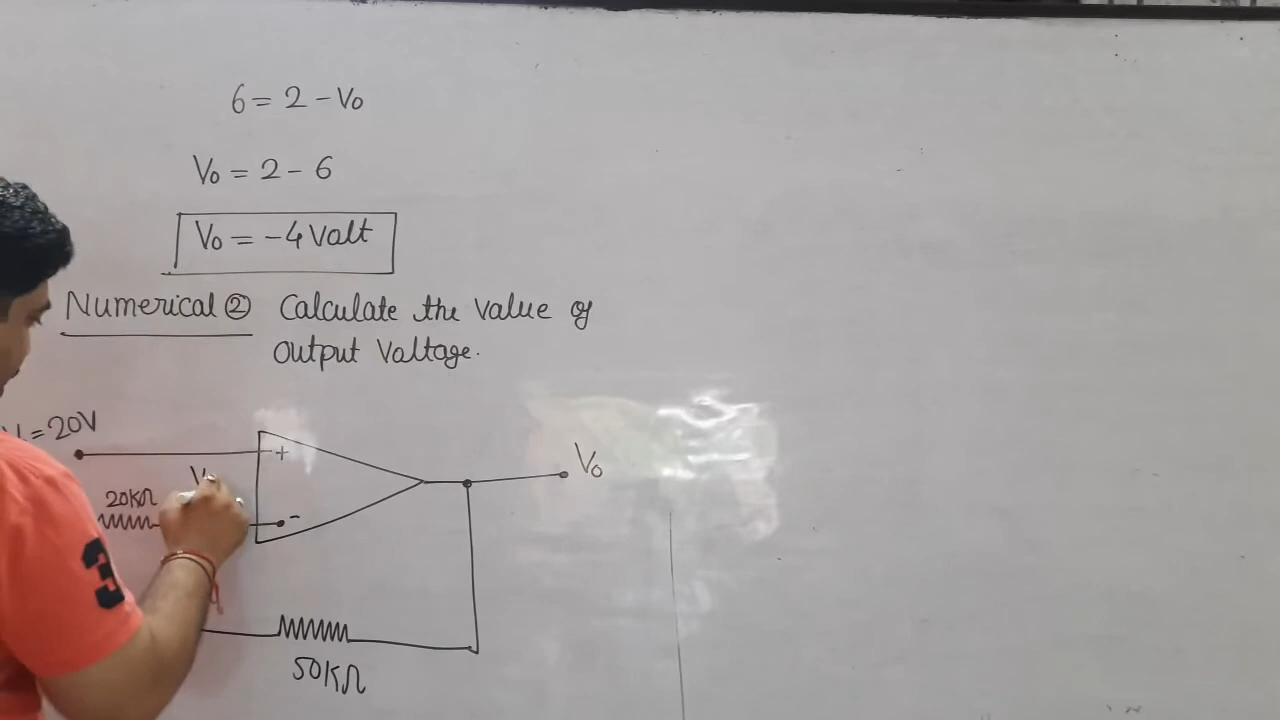 6 = 2 - Vo
Vo = 2 - 6
Vo = -4 Volt
Numerical ② Calculate the value of
output Voltage.
= 20V
+
Vo
20KΩ
V
-
3
50KΩ